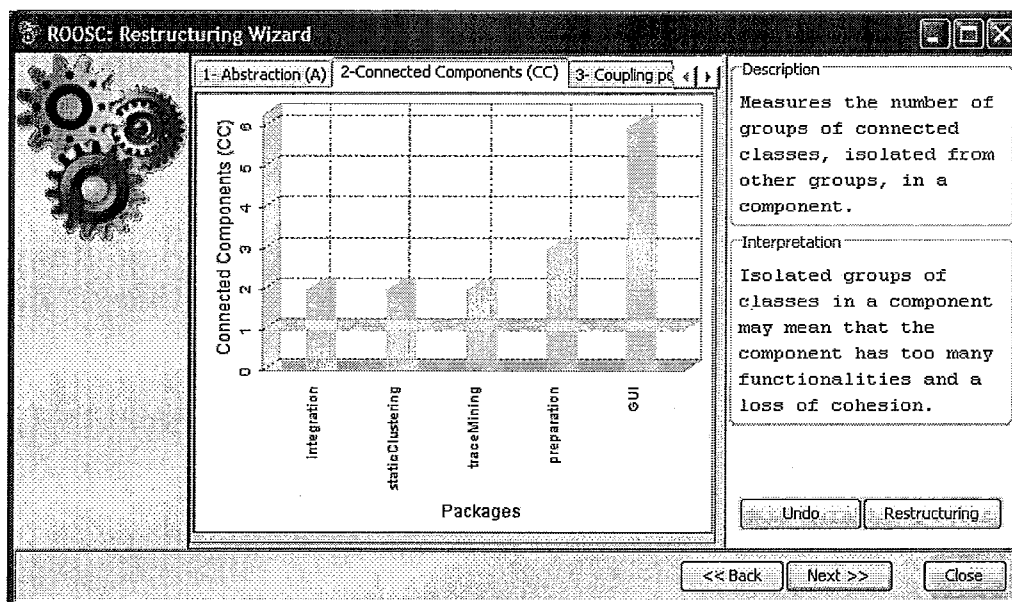 ROOSC: Restructuring Wizard
1- Abstraction (A)
2-Connected Components (CC)
3- Coupling po
Connected Components (CC)
6
5
4
3
2
1
0
integration
staticClustering
traceMining
preparation
GUI
Packages
Description
Measures the number of
groups of connected
classes, isolated from
other groups, in a
component.
Interpretation
Isolated groups of
classes in a component
may mean that the
component has too many
functionalities and a
loss of cohesion.
Undo
Restructuring
<< Back
Next >>
Close